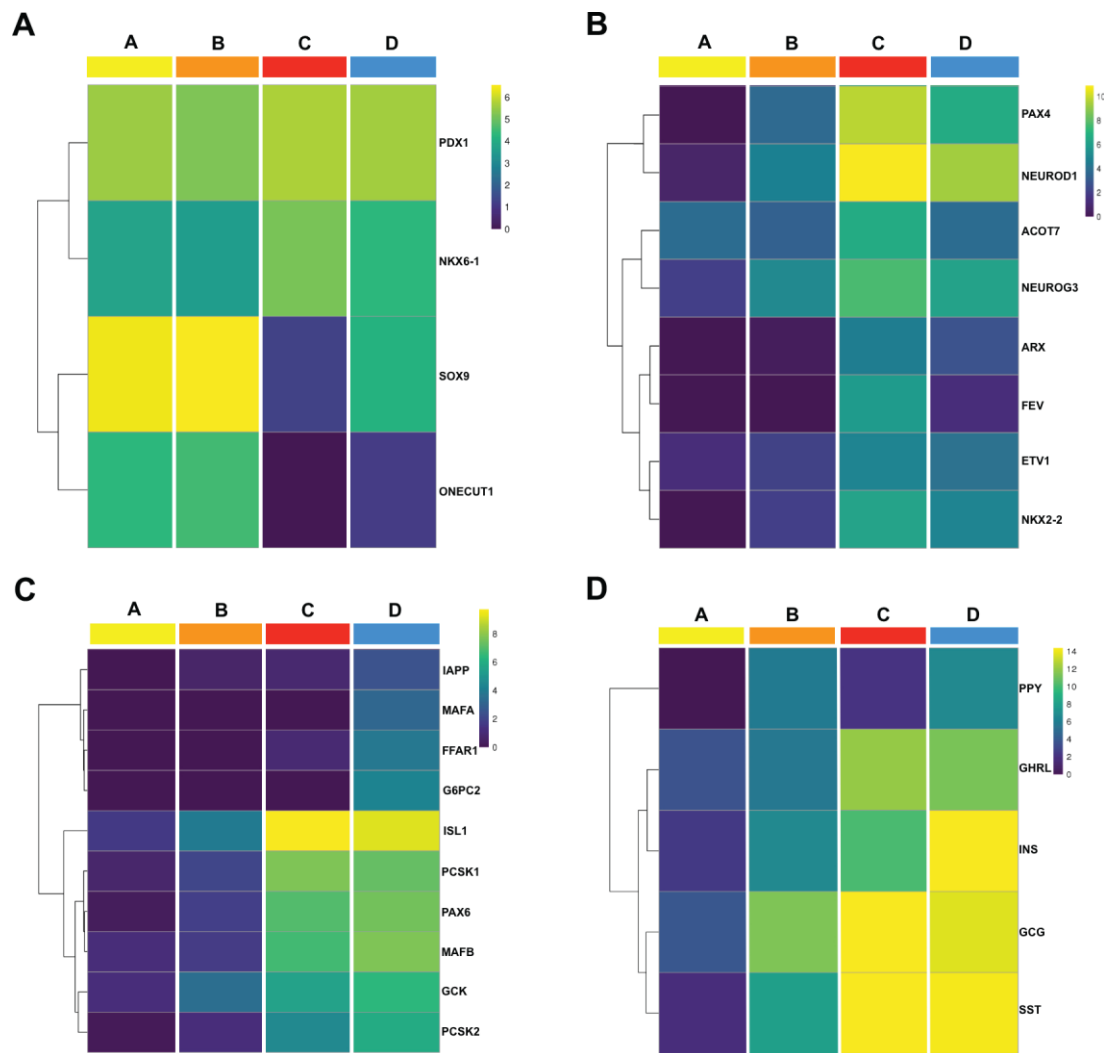 A
A B C D
PDX1
NKX6-1
SOX9
ONECUT1
6
5
4
3
2
1
0
B
A B C D
PAX4
NEUROD1
ACOT7
NEUROG3
ARX
FEV
ETV1
NKX2-2
10
8
6
4
2
0
C
A B C D
IAPP
MAFA
FFAR1
G6PC2
ISL1
PCSK1
PAX6
MAFB
GCK
PCSK2
8
6
4
2
0
D
A B C D
PPY
GHRL
INS
GCG
SST
14
12
10
8
6
4
2
0